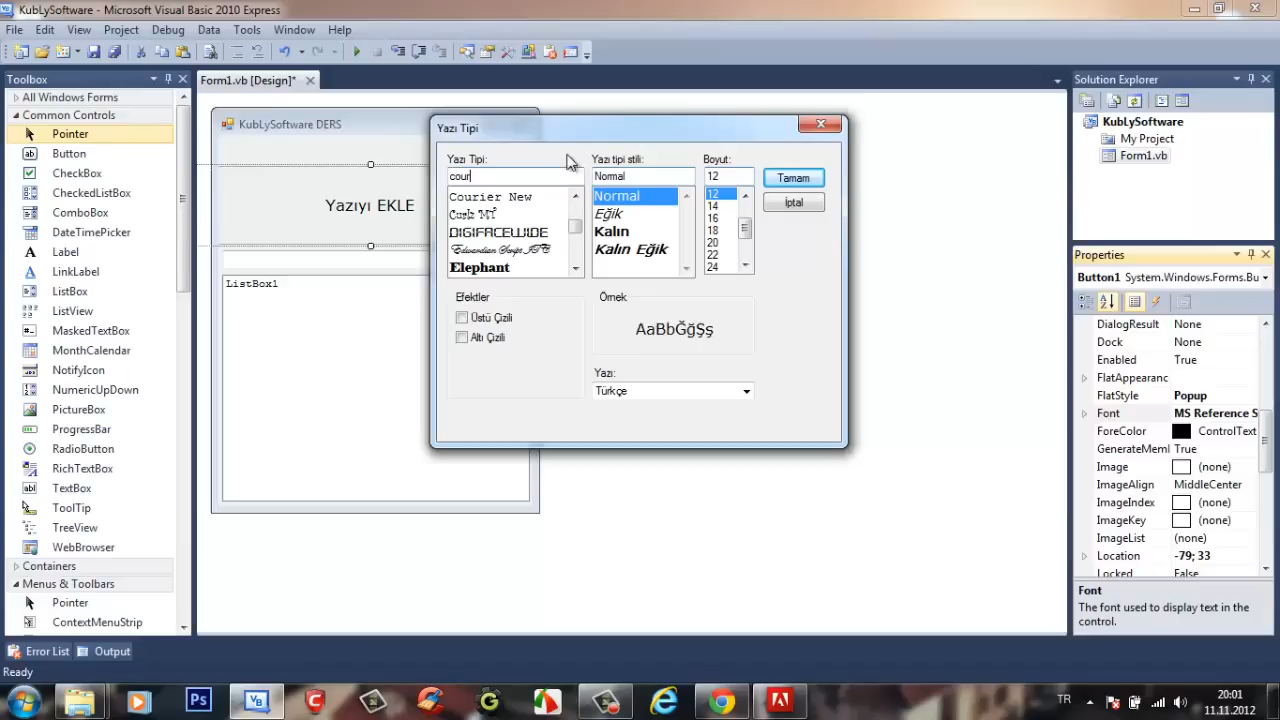 KubLySoftware - Microsoft Visual Basic 2010 Express
File Edit View Project Debug Data Tools Window Help
Toolbox
All Windows Forms
Common Controls
Pointer
Button
CheckBox
CheckedListBox
ComboBox
DateTimePicker
Label
LinkLabel
ListBox
ListView
MaskedTextBox
MonthCalendar
NotifyIcon
NumericUpDown
PictureBox
ProgressBar
RadioButton
RichTextBox
TextBox
ToolTip
TreeView
WebBrowser
Containers
Menus & Toolbars
Pointer
ContextMenuStrip
Form1.vb [Design]*
KubLySoftware DERS
Yazıyı EKLE
ListBox1
Yazı Tipi
Yazı Tipi:
cour
Courier New
Curlz MT
DIGIFACEWIDE
Edwardian Script ITC
Elephant
Yazı tipi stili:
Normal
Normal
Eğik
Kalın
Kalın Eğik
Boyut:
12
12
14
16
18
20
22
24
Tamam
İptal
Efektler
Üstü Çizili
Altı Çizili
Örnek
AaBbĞğŞş
Yazı:
Türkçe
Solution Explorer
KubLySoftware
My Project
Form1.vb
Properties
Button1 System.Windows.Forms.Bu
DialogResult None
Dock None
Enabled True
FlatAppearanc
FlatStyle Popup
Font MS Reference S
ForeColor ControlText
GenerateMeml True
Image (none)
ImageAlign MiddleCenter
ImageIndex (none)
ImageKey (none)
ImageList (none)
Location -79; 33
Locked False
Font
The font used to display text in the
control.
Error List Output
Ready
Ps
VB
TR
20:01
11.11.2012